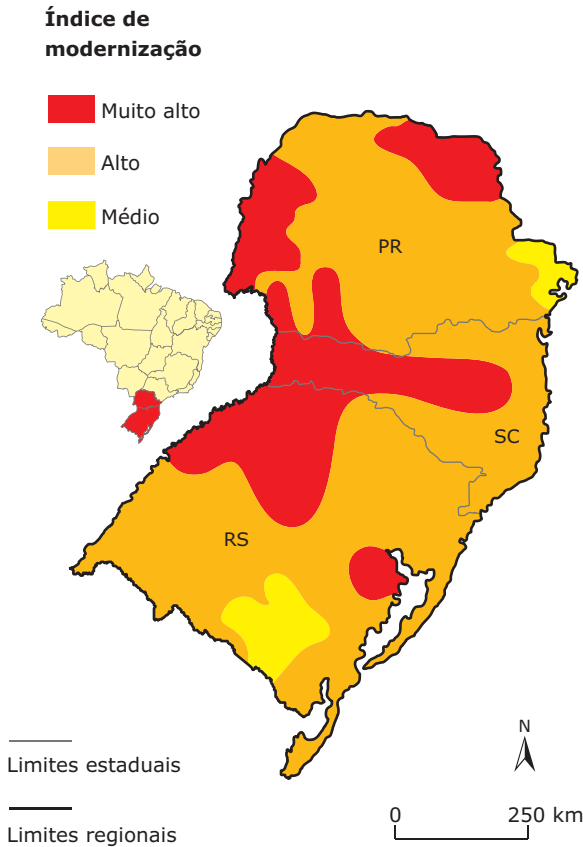 Índice de
modernização
Muito alto
Alto
Médio
PR
SC
RS
Limites estaduais
Limites regionais
N
0 250 km